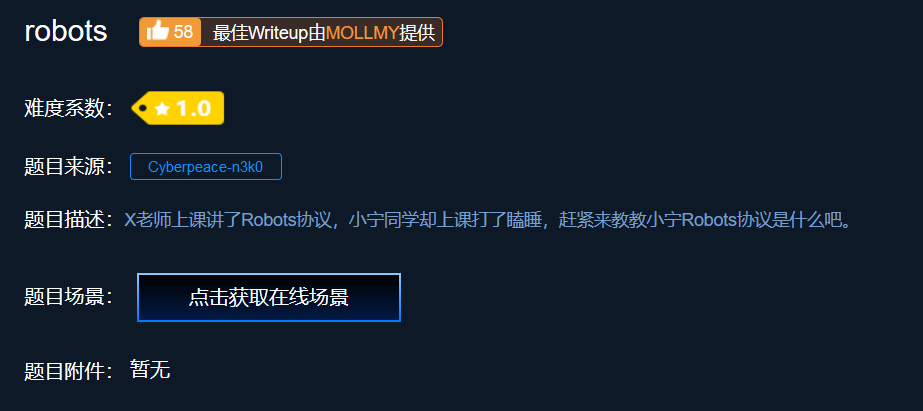 robots 58 最佳Writeup由MOLLMY提供
难度系数： 1.0
题目来源： Cyberpeace-n3k0
题目描述：X老师上课讲了Robots协议，小宁同学却上课打了瞌睡，赶紧来教教小宁Robots协议是什么吧。
题目场景： 点击获取在线场景
题目附件： 暂无